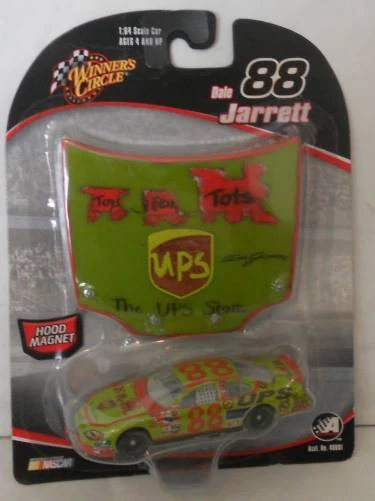 1:64 Scale Car
AGES 4 AND UP
WINNER'S
CIRCLE
Dale 88
Jarrett
Toys for Tots
UPS
The UPS Store
HOOD
MAGNET
88
88
UPS
NASCAR